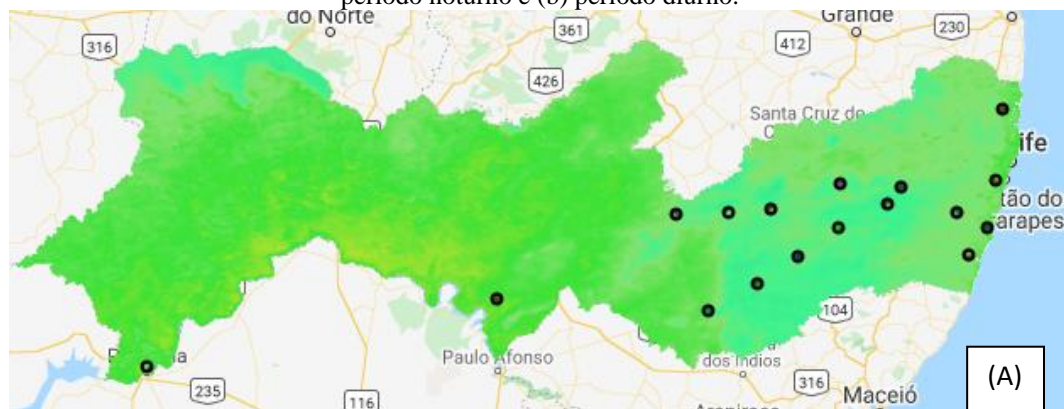 período noturno e (b) período diurno.
do Norte
Grande
316
361
412
230
426
Santa Cruz do
C
ife
tão do
arapes
104
Paulo Afonso
dos Índios
235
116
316
Maceió
(A)